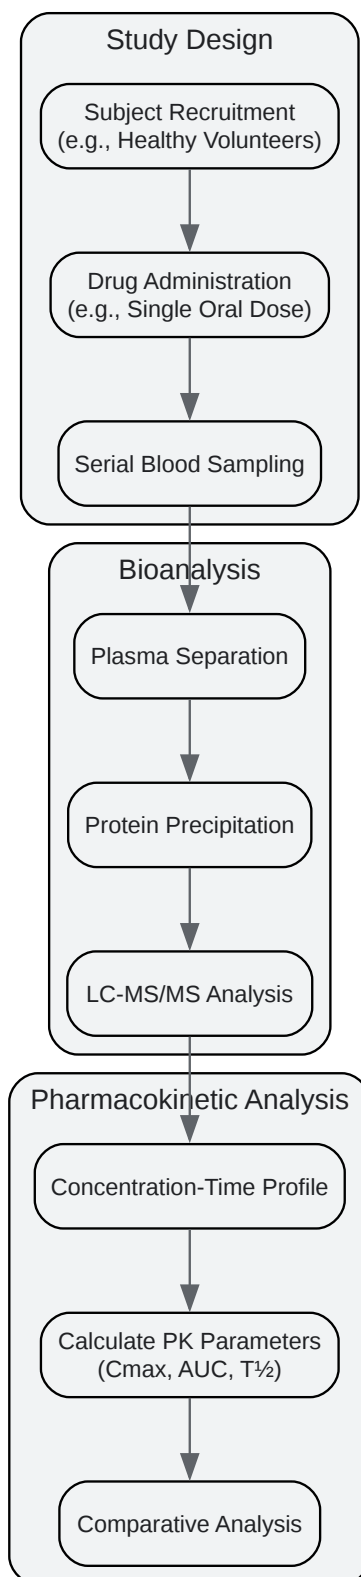 Study Design
Subject Recruitment
(e.g., Healthy Volunteers)
Drug Administration
(e.g., Single Oral Dose)
Serial Blood Sampling
Bioanalysis
Plasma Separation
Protein Precipitation
LC-MS/MS Analysis
Pharmacokinetic Analysis
Concentration-Time Profile
Calculate PK Parameters
(Cmax, AUC, T½)
Comparative Analysis